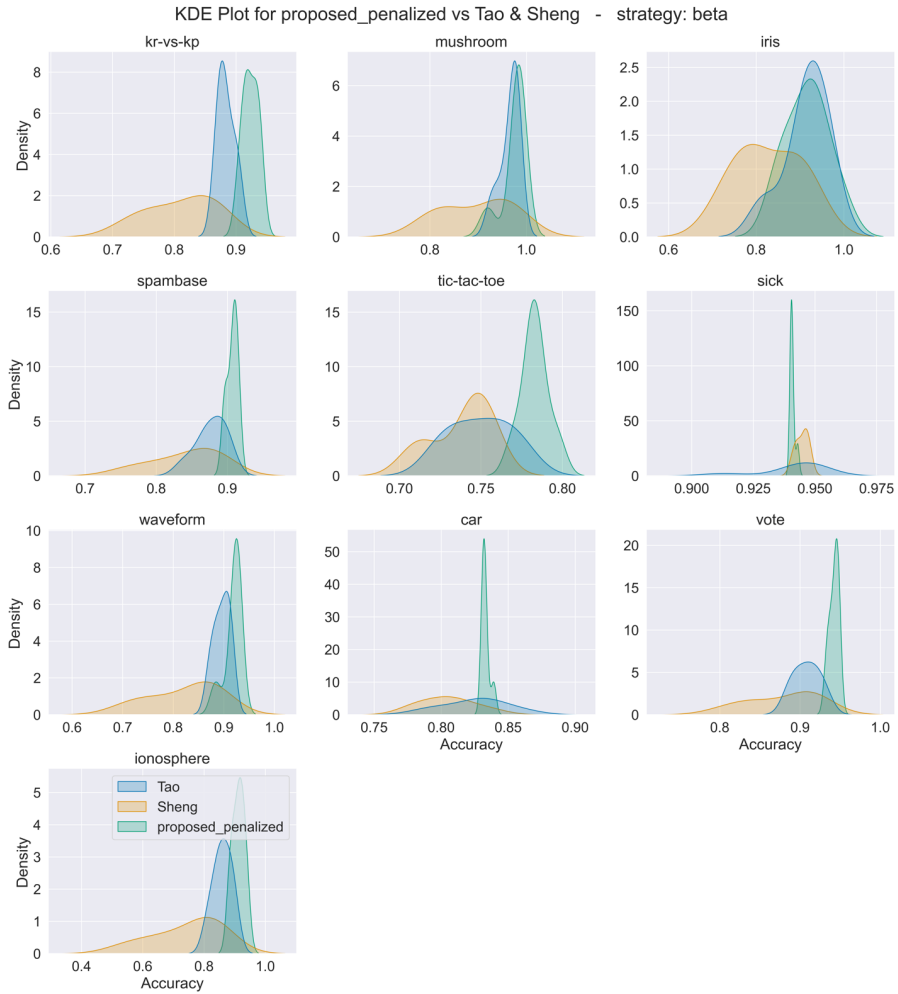 KDE Plot for proposed_penalized vs Tao & Sheng - strategy: beta
kr-vs-kp
mushroom
iris
Density
8
6
4
2
0
0.6 0.7 0.8 0.9
6
4
2
0
0.8 1.0
2.5
2.0
1.5
1.0
0.5
0.0
0.6 0.8 1.0
spambase
tic-tac-toe
sick
Density
15
10
5
0
0.7 0.8 0.9
15
10
5
0
0.70 0.75 0.80
150
100
50
0
0.900 0.925 0.950 0.975
waveform
car
vote
Density
10
8
6
4
2
0
0.6 0.7 0.8 0.9 1.0
50
40
30
20
10
0
0.75 0.80 0.85 0.90
Accuracy
20
15
10
5
0
0.8 0.9 1.0
Accuracy
ionosphere
Density
5
4
3
2
1
0
Tao
Sheng
proposed_penalized
0.4 0.6 0.8 1.0
Accuracy